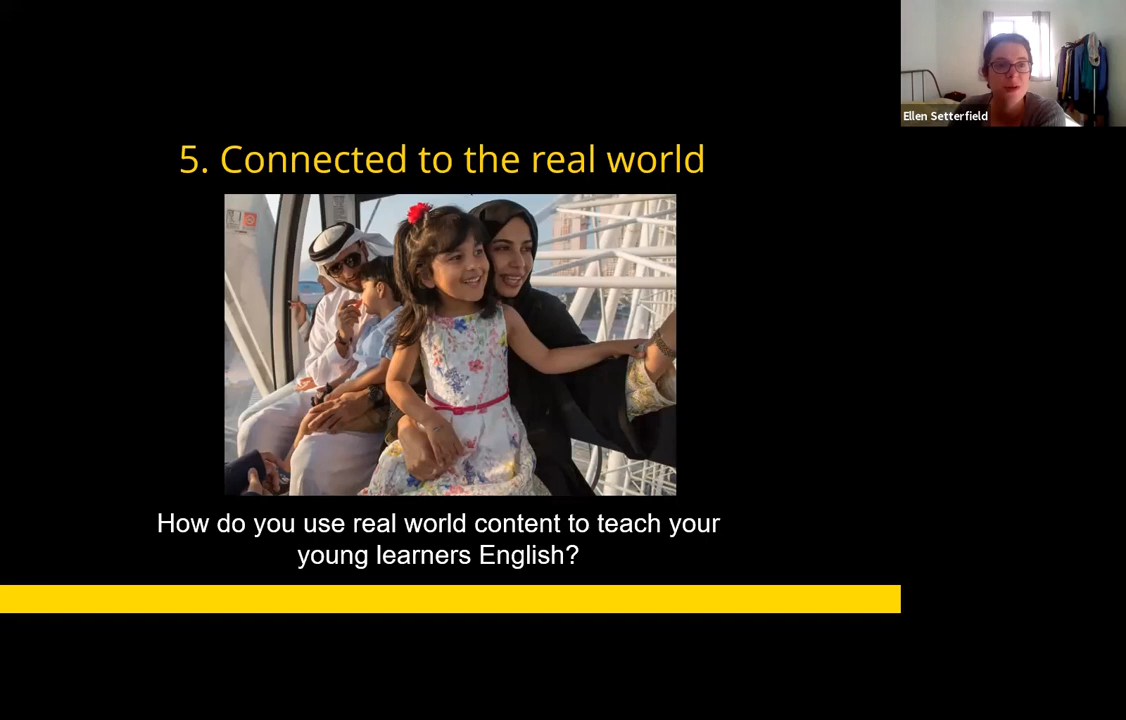 Ellen Setterfield
5. Connected to the real world
How do you use real world content to teach your
young learners English?